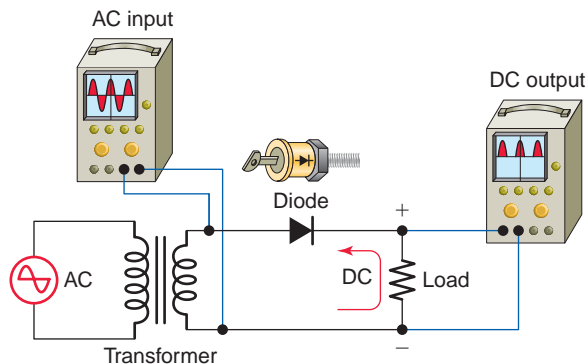 AC input
DC output
Diode
+
AC
DC
Load
−
Transformer